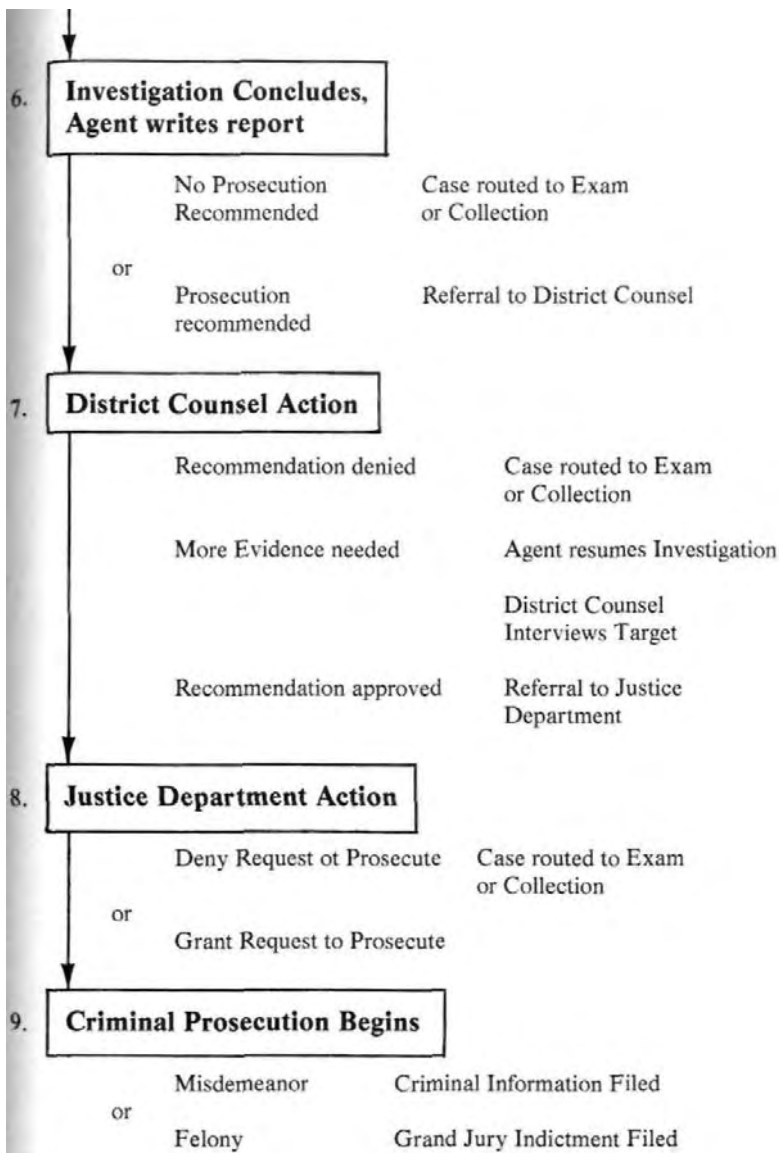 6. Investigation Concludes,
Agent writes report
No Prosecution Case routed to Exam
Recommended or Collection
or
Prosecution Referral to District Counsel
recommended
7. District Counsel Action
Recommendation denied Case routed to Exam
or Collection
More Evidence needed Agent resumes Investigation
District Counsel
Interviews Target
Recommendation approved Referral to Justice
Department
8. Justice Department Action
Deny Request ot Prosecute Case routed to Exam
or Collection
or
Grant Request to Prosecute
9. Criminal Prosecution Begins
Misdemeanor Criminal Information Filed
or
Felony Grand Jury Indictment Filed